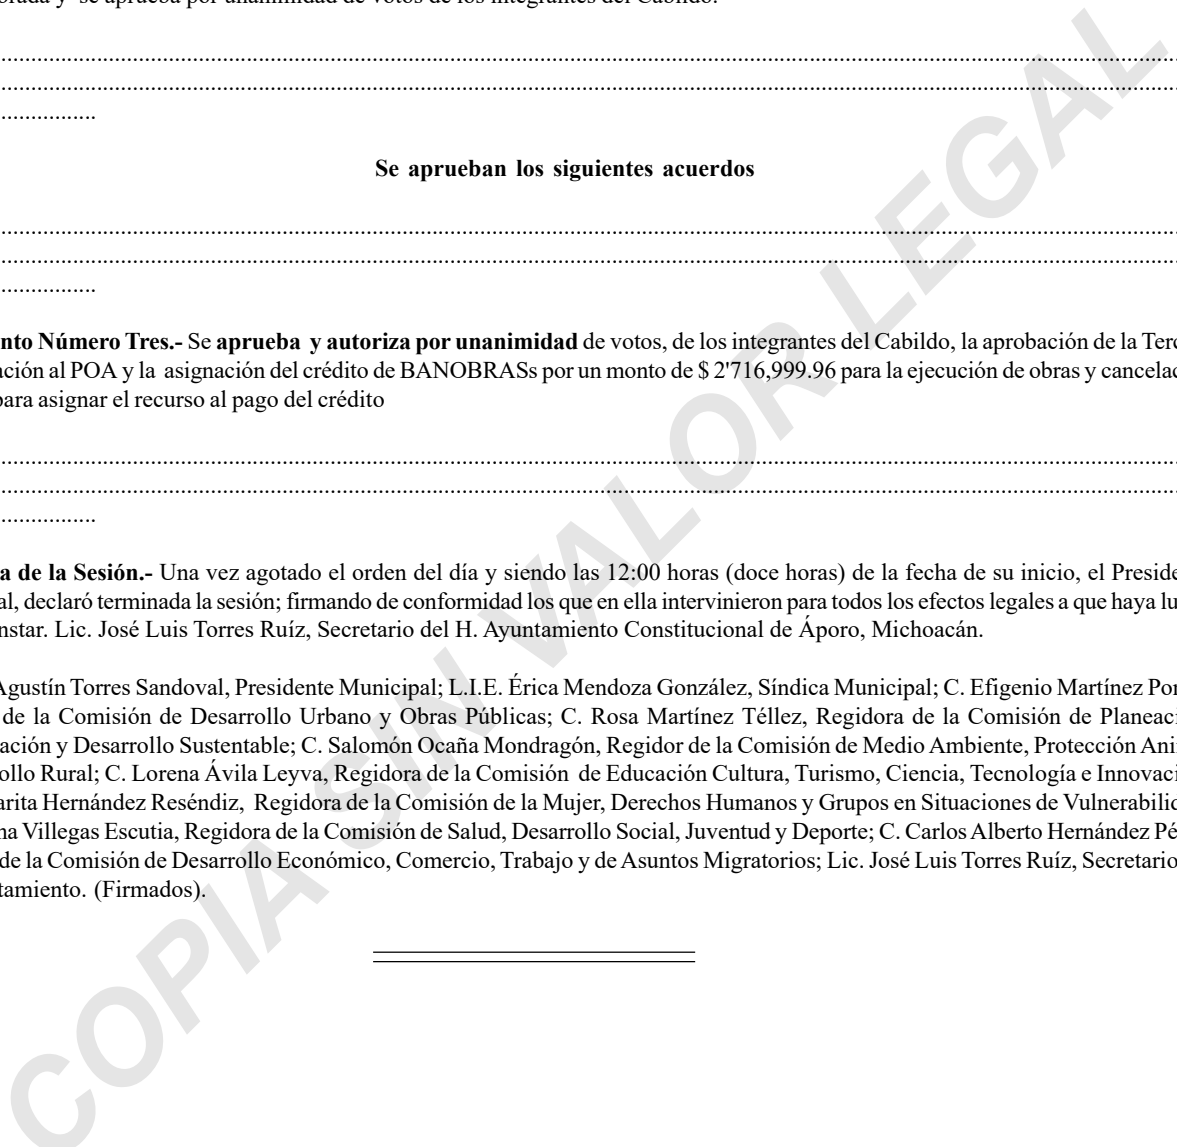 se aprueba por unanimidad de votos de los integrantes del Cabildo.
....................................................................................................
....................................................................................................
................
Se aprueban los siguientes acuerdos
....................................................................................................
....................................................................................................
................
nto Número Tres.- Se aprueba y autoriza por unanimidad de votos, de los integrantes del Cabildo, la aprobación de la Terc
ación al POA y la asignación del crédito de BANOBRASs por un monto de $ 2'716,999.96 para la ejecución de obras y cancelac
para asignar el recurso al pago del crédito
....................................................................................................
....................................................................................................
................
a de la Sesión.- Una vez agotado el orden del día y siendo las 12:00 horas (doce horas) de la fecha de su inicio, el Preside
al, declaró terminada la sesión; firmando de conformidad los que en ella intervinieron para todos los efectos legales a que haya lu
nstar. Lic. José Luis Torres Ruíz, Secretario del H. Ayuntamiento Constitucional de Áporo, Michoacán.
Agustín Torres Sandoval, Presidente Municipal; L.I.E. Érica Mendoza González, Síndica Municipal; C. Efigenio Martínez Por
de la Comisión de Desarrollo Urbano y Obras Públicas; C. Rosa Martínez Téllez, Regidora de la Comisión de Planeaci
ación y Desarrollo Sustentable; C. Salomón Ocaña Mondragón, Regidor de la Comisión de Medio Ambiente, Protección Ani
ollo Rural; C. Lorena Ávila Leyva, Regidora de la Comisión de Educación Cultura, Turismo, Ciencia, Tecnología e Innovaci
arita Hernández Reséndiz, Regidora de la Comisión de la Mujer, Derechos Humanos y Grupos en Situaciones de Vulnerabilid
na Villegas Escutia, Regidora de la Comisión de Salud, Desarrollo Social, Juventud y Deporte; C. Carlos Alberto Hernández Pé
de la Comisión de Desarrollo Económico, Comercio, Trabajo y de Asuntos Migratorios; Lic. José Luis Torres Ruíz, Secretario
tamiento. (Firmados).
COPIA SIN VALOR LEGAL